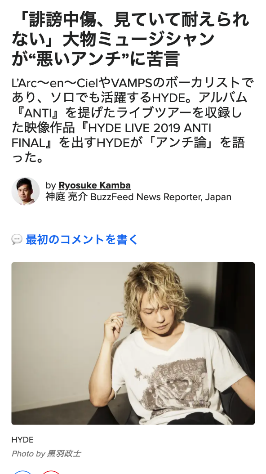 「誹謗中傷、見ていて耐えられ
ない」大物ミュージシャン
が“悪いアンチ”に苦言
L'Arc〜en〜CielやVAMPSのボーカリストで
あり、ソロでも活躍するHYDE。アルバム
『ANTI』を提げたライブツアーを収録し
た映像作品『HYDE LIVE 2019 ANTI
FINAL』を出すHYDEが「アンチ論」を語
った。
by Ryosuke Kamba
神庭 亮介 BuzzFeed News Reporter, Japan
最初のコメントを書く
HYDE
Photo by 黒羽政士